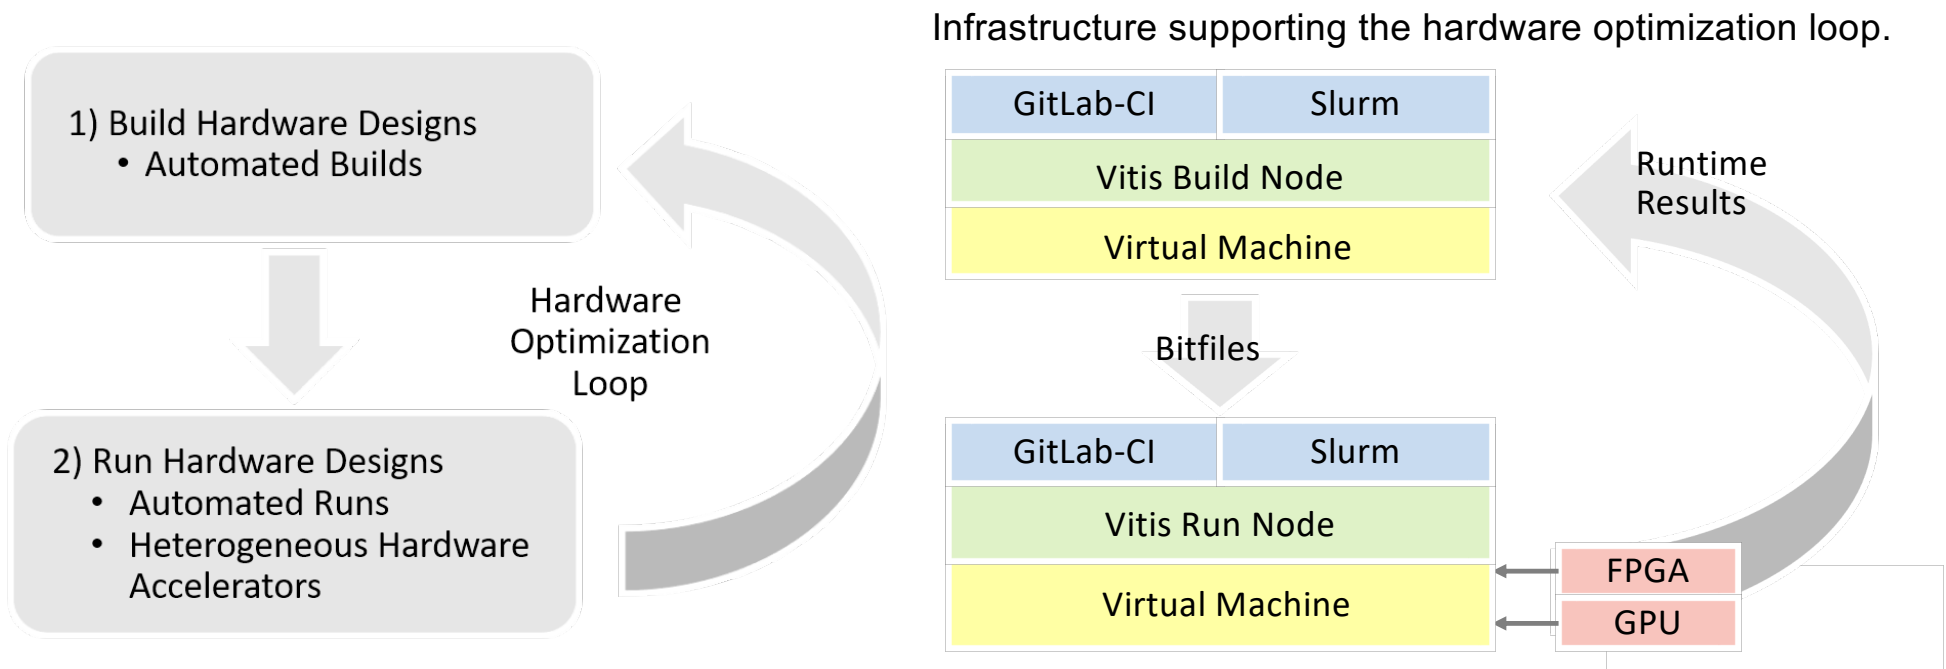 Infrastructure supporting the hardware optimization loop.
1) Build Hardware Designs
• Automated Builds
Hardware
Optimization
Loop
2) Run Hardware Designs
• Automated Runs
• Heterogeneous Hardware
Accelerators
GitLab-CI
Slurm
Vitis Build Node
Virtual Machine
Bitfiles
Runtime
Results
GitLab-CI
Slurm
Vitis Run Node
Virtual Machine
FPGA
GPU